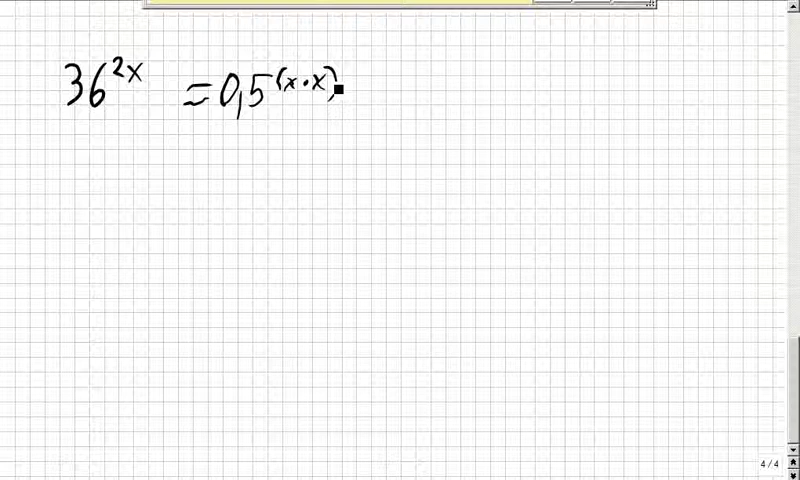 36^{2x} = 0,5^{(x·x)}
4 / 4